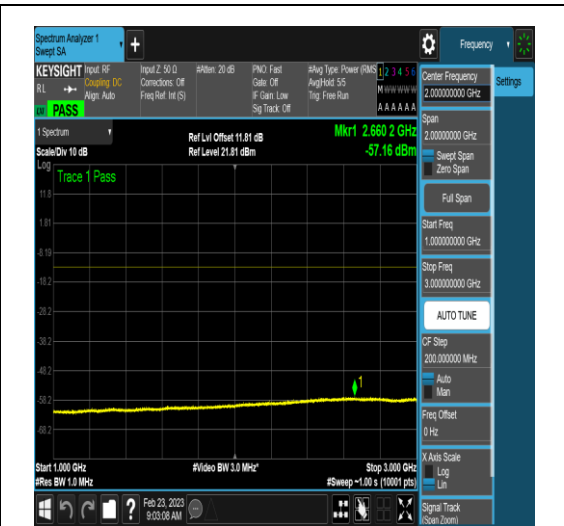 Spectrum Analyzer 1
Swept SA
+
Frequency
KEYSIGHT
RL
PASS
Input: RF
Coupling: DC
Align: Auto
Input Z: 50 Ω
Corrections: Off
Freq Ref: Int (S)
#Atten: 20 dB
PNO: Fast
Gate: Off
IF Gain: Low
Sig Track: Off
#Avg Type: Power (RMS
Avg|Hold: 5/5
Trig: Free Run
1 2 3 4 5 6
M w w w w w
A A A A A A
1 Spectrum
Scale/Div 10 dB
Ref Lvl Offset 11.81 dB
Ref Level 21.81 dBm
Mkr1 2.660 2 GHz
-57.16 dBm
Log
Trace 1 Pass
11.8
1.81
-8.19
-18.2
-28.2
-38.2
-48.2
-58.2
-68.2
1
Start 1.000 GHz
#Res BW 1.0 MHz
#Video BW 3.0 MHz*
Stop 3.000 GHz
#Sweep ~1.00 s (10001 pts)
Center Frequency
2.000000000 GHz
Span
2.00000000 GHz
Swept Span
Zero Span
Full Span
Start Freq
1.000000000 GHz
Stop Freq
3.000000000 GHz
AUTO TUNE
CF Step
200.000000 MHz
Auto
Man
Freq Offset
0 Hz
X Axis Scale
Log
Lin
Signal Track
(Span Zoom)
Settings
?
Feb 23, 2023
9:03:08 AM